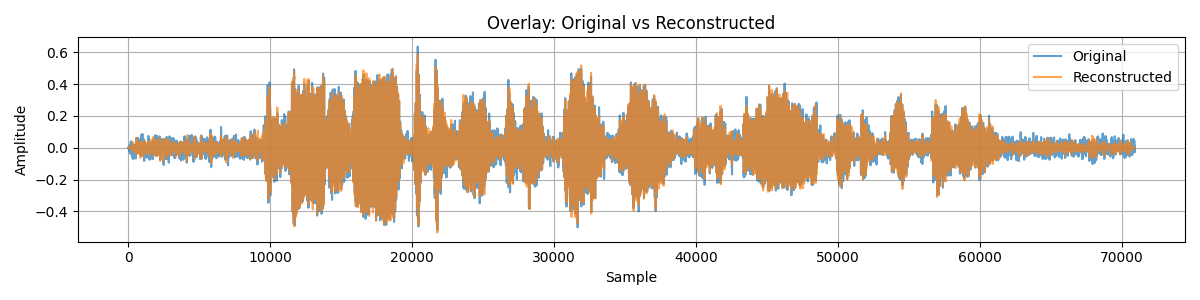 Overlay: Original vs Reconstructed
Amplitude
0.6
0.4
0.2
0.0
−0.2
−0.4
Original
Reconstructed
0 10000 20000 30000 40000 50000 60000 70000
Sample